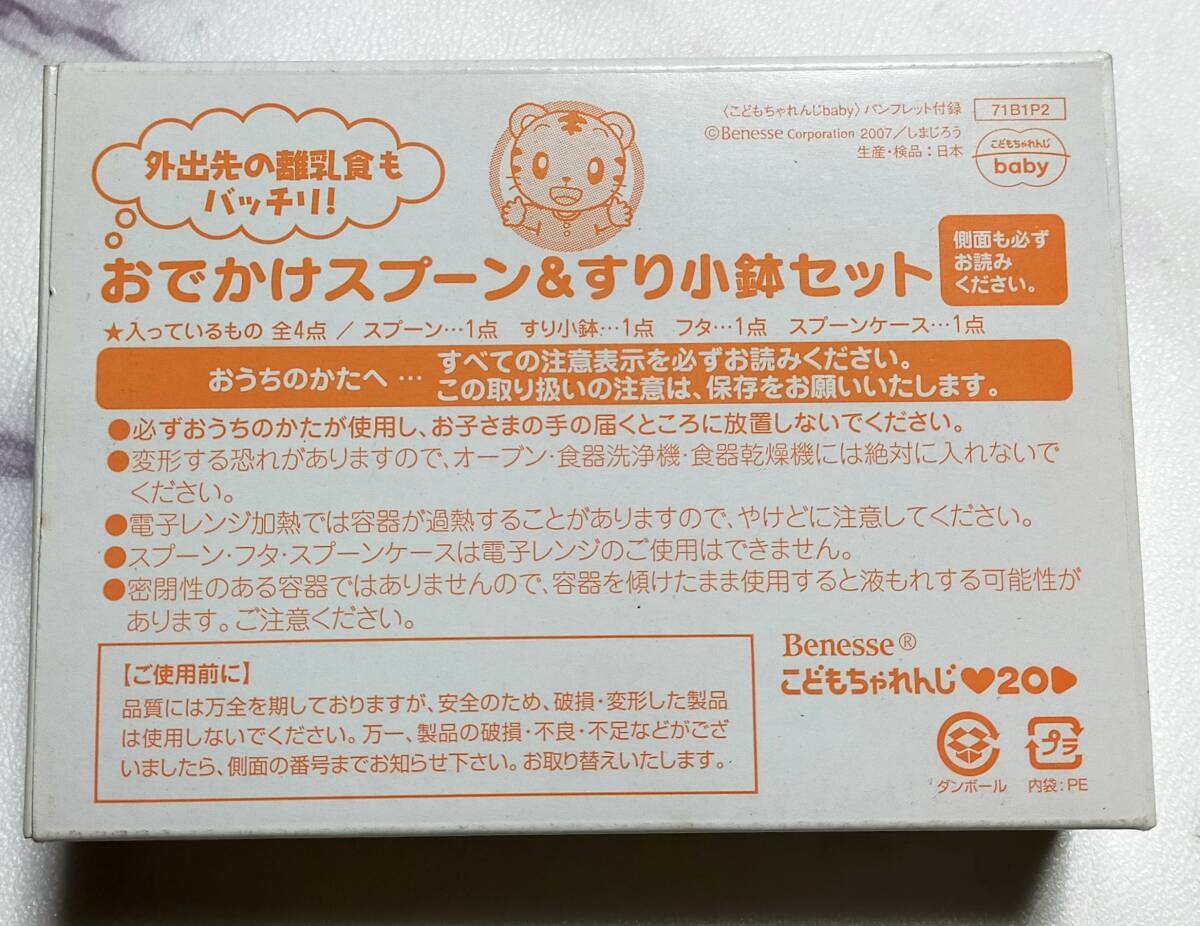 外出先の離乳食も
バッチリ!
〈こどもちゃれんじbaby〉パンフレット付録 71B1P2
©Benesse Corporation 2007/しまじろう
生産・検品：日本
こどもちゃれんじ
baby
おでかけスプーン&すり小鉢セット
側面も必ず
お読み
ください。
★入っているもの 全4点 / スプーン…1点 すり小鉢…1点 フタ…1点 スプーンケース…1点
おうちのかたへ … すべての注意表示を必ずお読みください。
この取り扱いの注意は、保存をお願いいたします。
●必ずおうちのかたが使用し、お子さまの手の届くところに放置しないでください。
●変形する恐れがありますので、オーブン・食器洗浄機・食器乾燥機には絶対に入れないで
ください。
●電子レンジ加熱では容器が過熱することがありますので、やけどに注意してください。
●スプーン・フタ・スプーンケースは電子レンジのご使用はできません。
●密閉性のある容器ではありませんので、容器を傾けたまま使用すると液もれする可能性が
あります。ご注意ください。
【ご使用前に】
品質には万全を期しておりますが、安全のため、破損・変形した製品
は使用しないでください。万一、製品の破損・不良・不足などがござ
いましたら、側面の番号までお知らせ下さい。お取り替えいたします。
Benesse®
こどもちゃれんじ♥20▶
プラ
ダンボール 内袋：PE